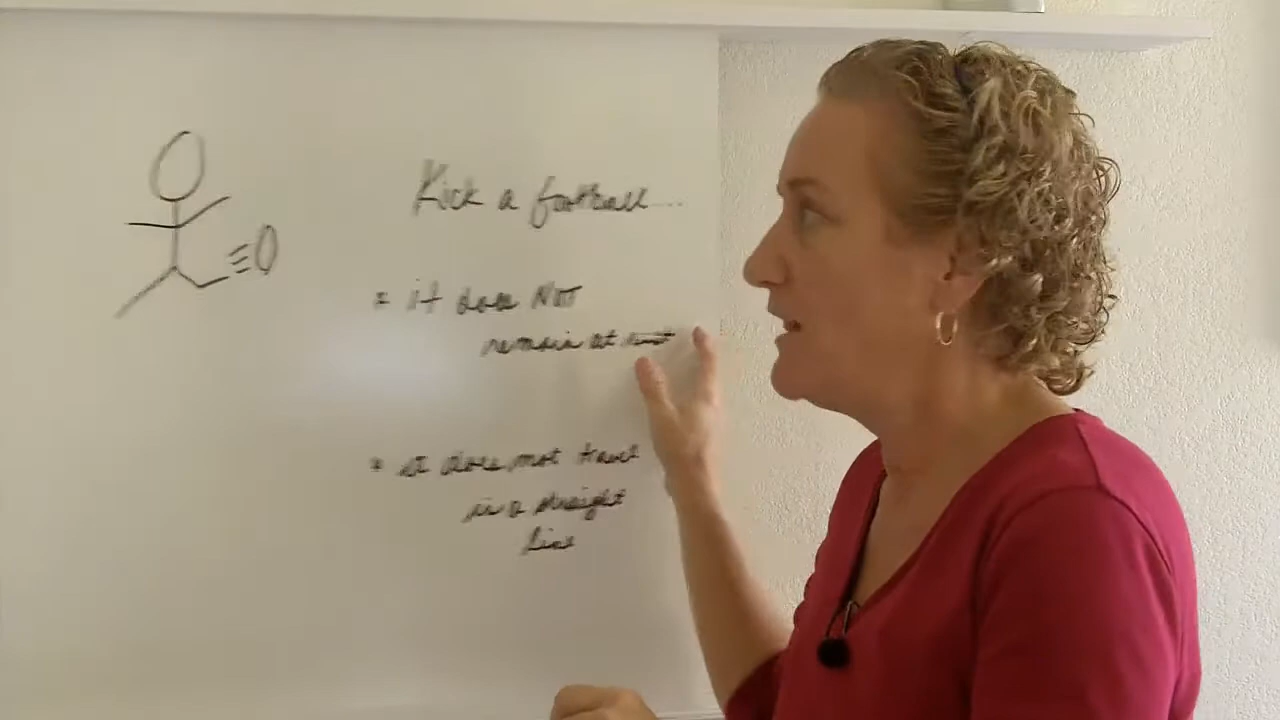 Kick a football...
▪ it does NOT
remain at rest
▪ it does not travel
in a straight
line